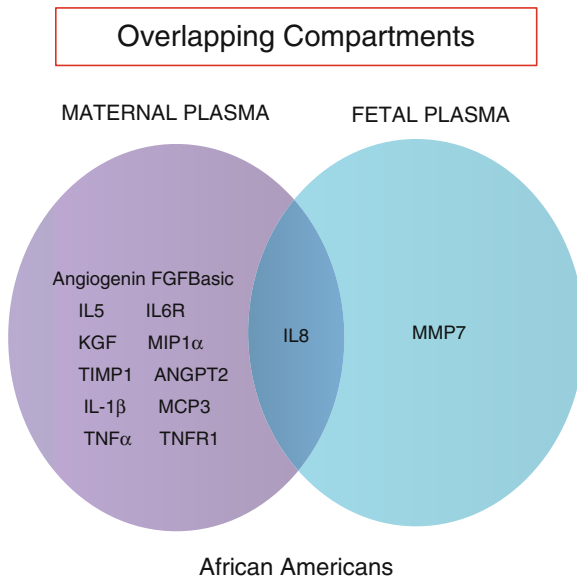 Overlapping Compartments
MATERNAL PLASMA FETAL PLASMA
Angiogenin FGFBasic
IL5 IL6R
KGF MIP1α
TIMP1 ANGPT2
IL-1β MCP3
TNFα TNFR1
IL8
MMP7
African Americans